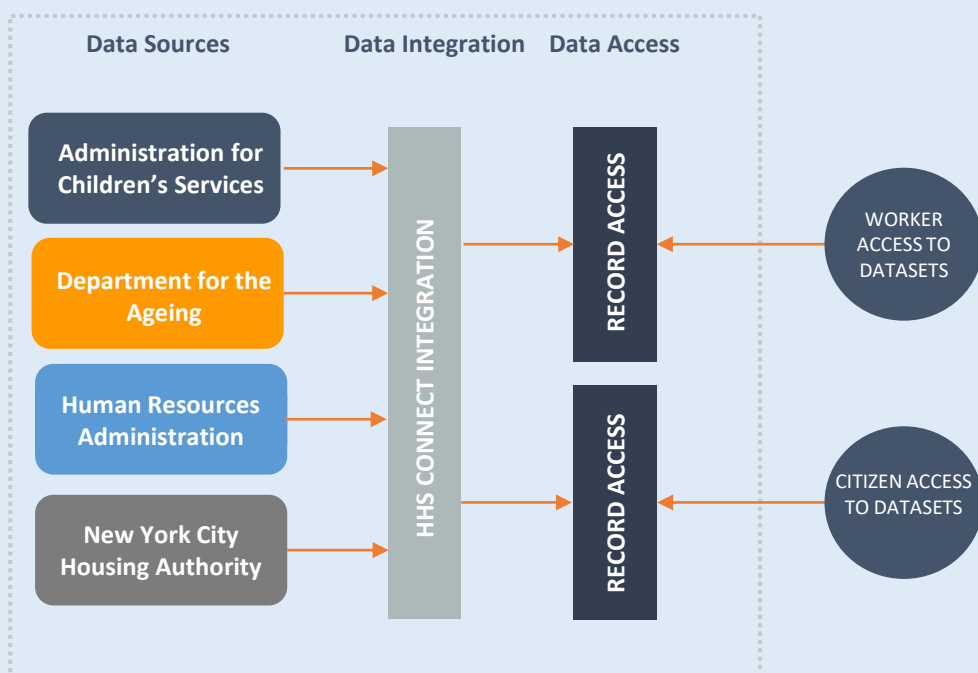 Data Sources
Data Integration
Data Access
Administration for
Children's Services
Department for the
Ageing
Human Resources
Administration
New York City
Housing Authority
HHS CONNECT INTEGRATION
RECORD ACCESS
RECORD ACCESS
WORKER
ACCESS TO
DATASETS
CITIZEN ACCESS
TO DATASETS